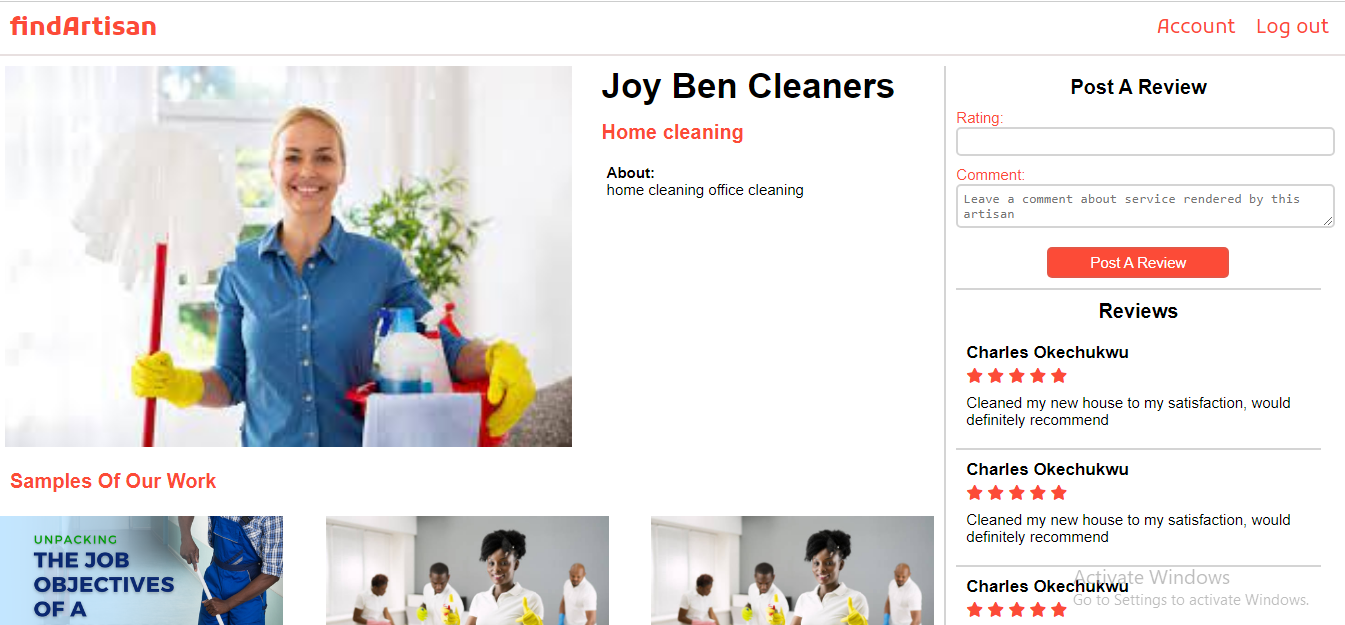 findArtisan
Account
Log out
Joy Ben Cleaners
Home cleaning
About:
home cleaning office cleaning
Samples Of Our Work
UNPACKING
THE JOB
OBJECTIVES
OF A
Post A Review
Rating:
Comment:
Leave a comment about service rendered by this
artisan
Post A Review
Reviews
Charles Okechukwu
Cleaned my new house to my satisfaction, would
definitely recommend
Charles Okechukwu
Cleaned my new house to my satisfaction, would
definitely recommend
Charles Okechukwu
Activate Windows
Go to Settings to activate Windows.